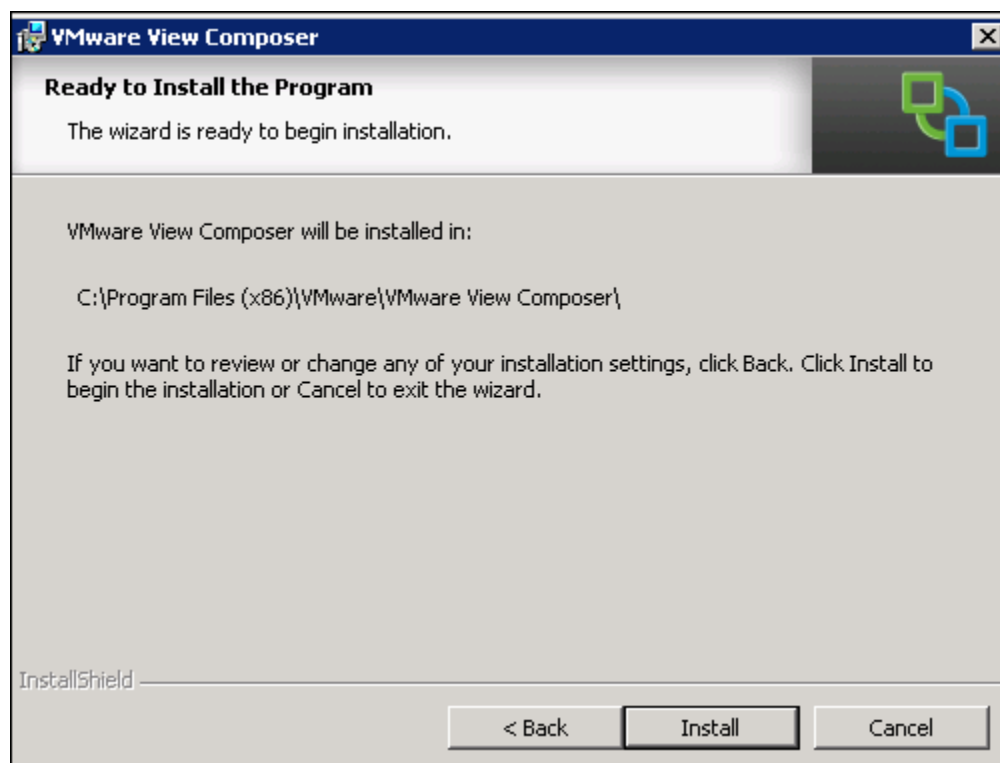 VMware View Composer
Ready to Install the Program
The wizard is ready to begin installation.
VMware View Composer will be installed in:
C:\Program Files (x86)\VMware\VMware View Composer\
If you want to review or change any of your installation settings, click Back. Click Install to
begin the installation or Cancel to exit the wizard.
InstallShield
< Back
Install
Cancel